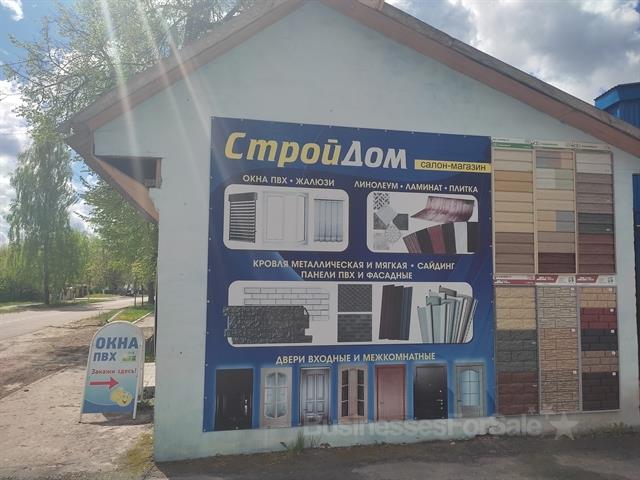 СтройДом
салон-магазин
ОКНА ПВХ • ЖАЛЮЗИ
ЛИНОЛЕУМ • ЛАМИНАТ • ПЛИТКА
КРОВЛЯ МЕТАЛЛИЧЕСКАЯ И МЯГКАЯ • САЙДИНГ
ПАНЕЛИ ПВХ И ФАСАДНЫЕ
ДВЕРИ ВХОДНЫЕ И МЕЖКОМНАТНЫЕ
ОКНА
ПВХ
Закажи здесь!
BusinessesForSale